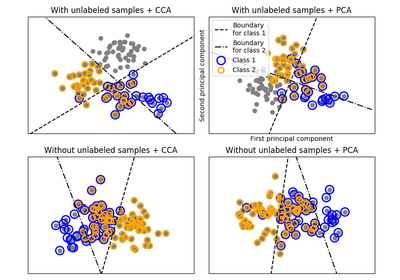 With unlabeled samples + CCA
With unlabeled samples + PCA
Second principal component
Boundary
for class 1
Boundary
for class 2
Class 1
Class 2
First principal component
Without unlabeled samples + CCA
Without unlabeled samples + PCA